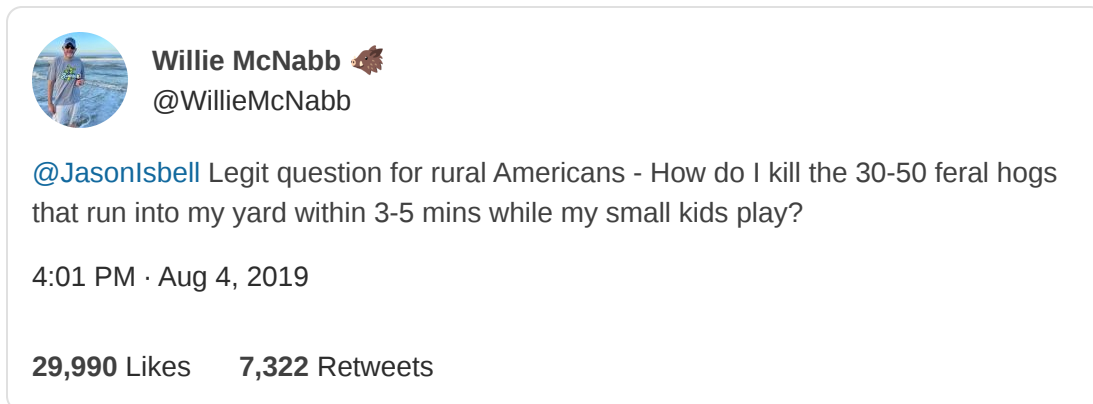 Willie McNabb 🐗
@WillieMcNabb
@JasonIsbell Legit question for rural Americans - How do I kill the 30-50 feral hogs
that run into my yard within 3-5 mins while my small kids play?
4:01 PM · Aug 4, 2019
29,990 Likes 7,322 Retweets